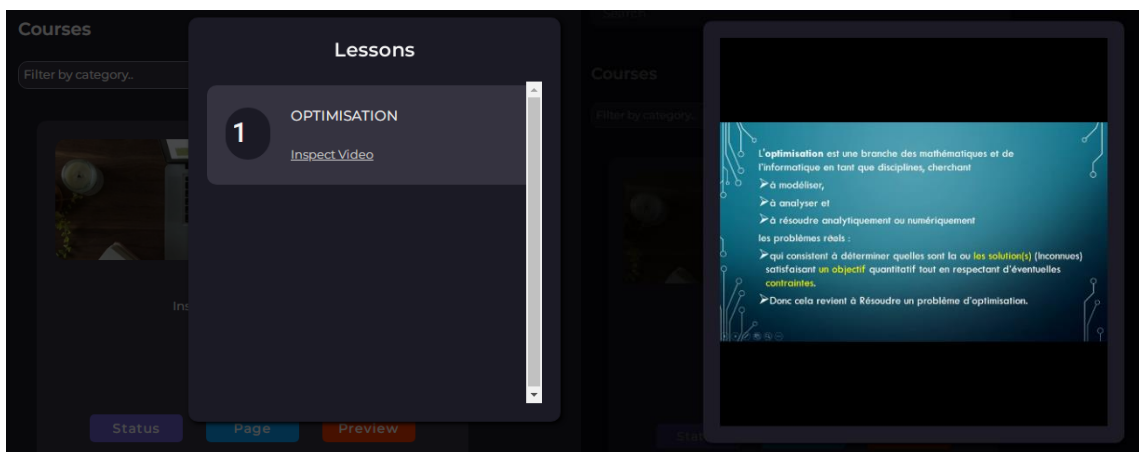 Courses
Filter by category..
Lessons
1
OPTIMISATION
Inspect Video
Ins
Status
Page
Preview
Courses
Filter by category..
L'optimisation est une branche des mathématiques et de
l'informatique en tant que disciplines, cherchant
➢à modéliser,
➢à analyser et
➢à résoudre analytiquement ou numériquement
les problèmes réels :
➢qui consistent à déterminer quelles sont la ou les solution(s) (Inconnues)
satisfaisant un objectif quantitatif tout en respectant d'éventuelles
contraintes.
➢Donc cela revient à Résoudre un problème d'optimisation.
Stat